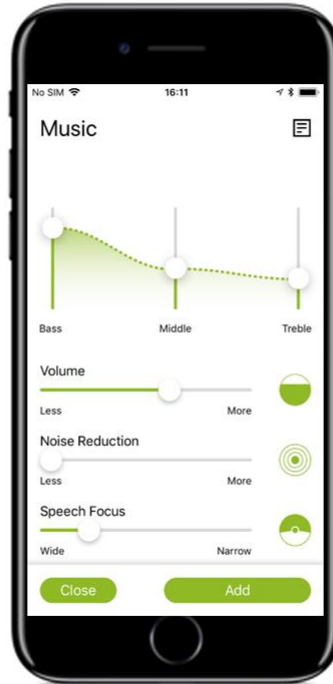 No SIM 16:11
Music
Bass Middle Treble
Volume
Less More
Noise Reduction
Less More
Speech Focus
Wide Narrow
Close Add